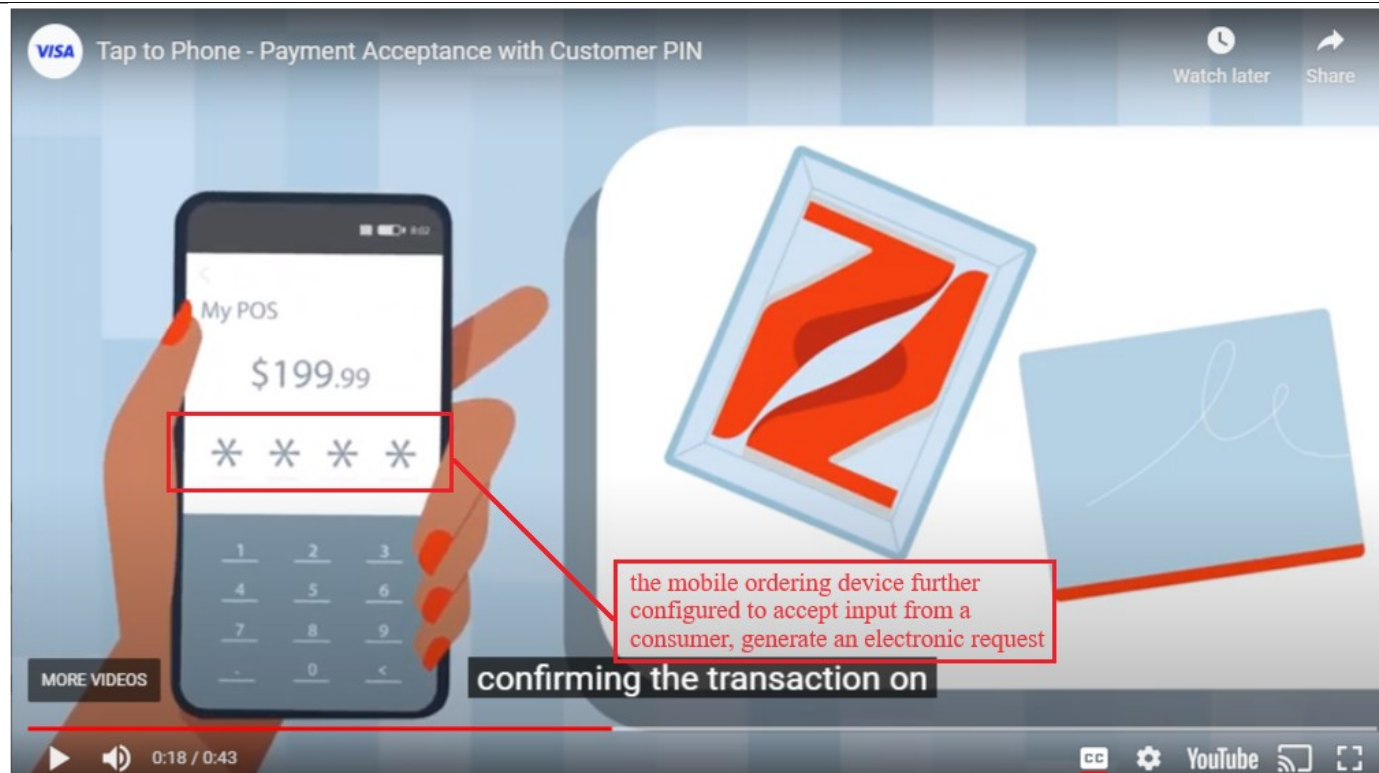 VISA
Tap to Phone - Payment Acceptance with Customer PIN
Watch later
Share
8:02
My POS
$199.99
* * * *
1 2 3
4 5 6
7 8 9
. 0 <
the mobile ordering device further
configured to accept input from a
consumer, generate an electronic request
confirming the transaction on
MORE VIDEOS
0:18 / 0:43
CC
YouTube